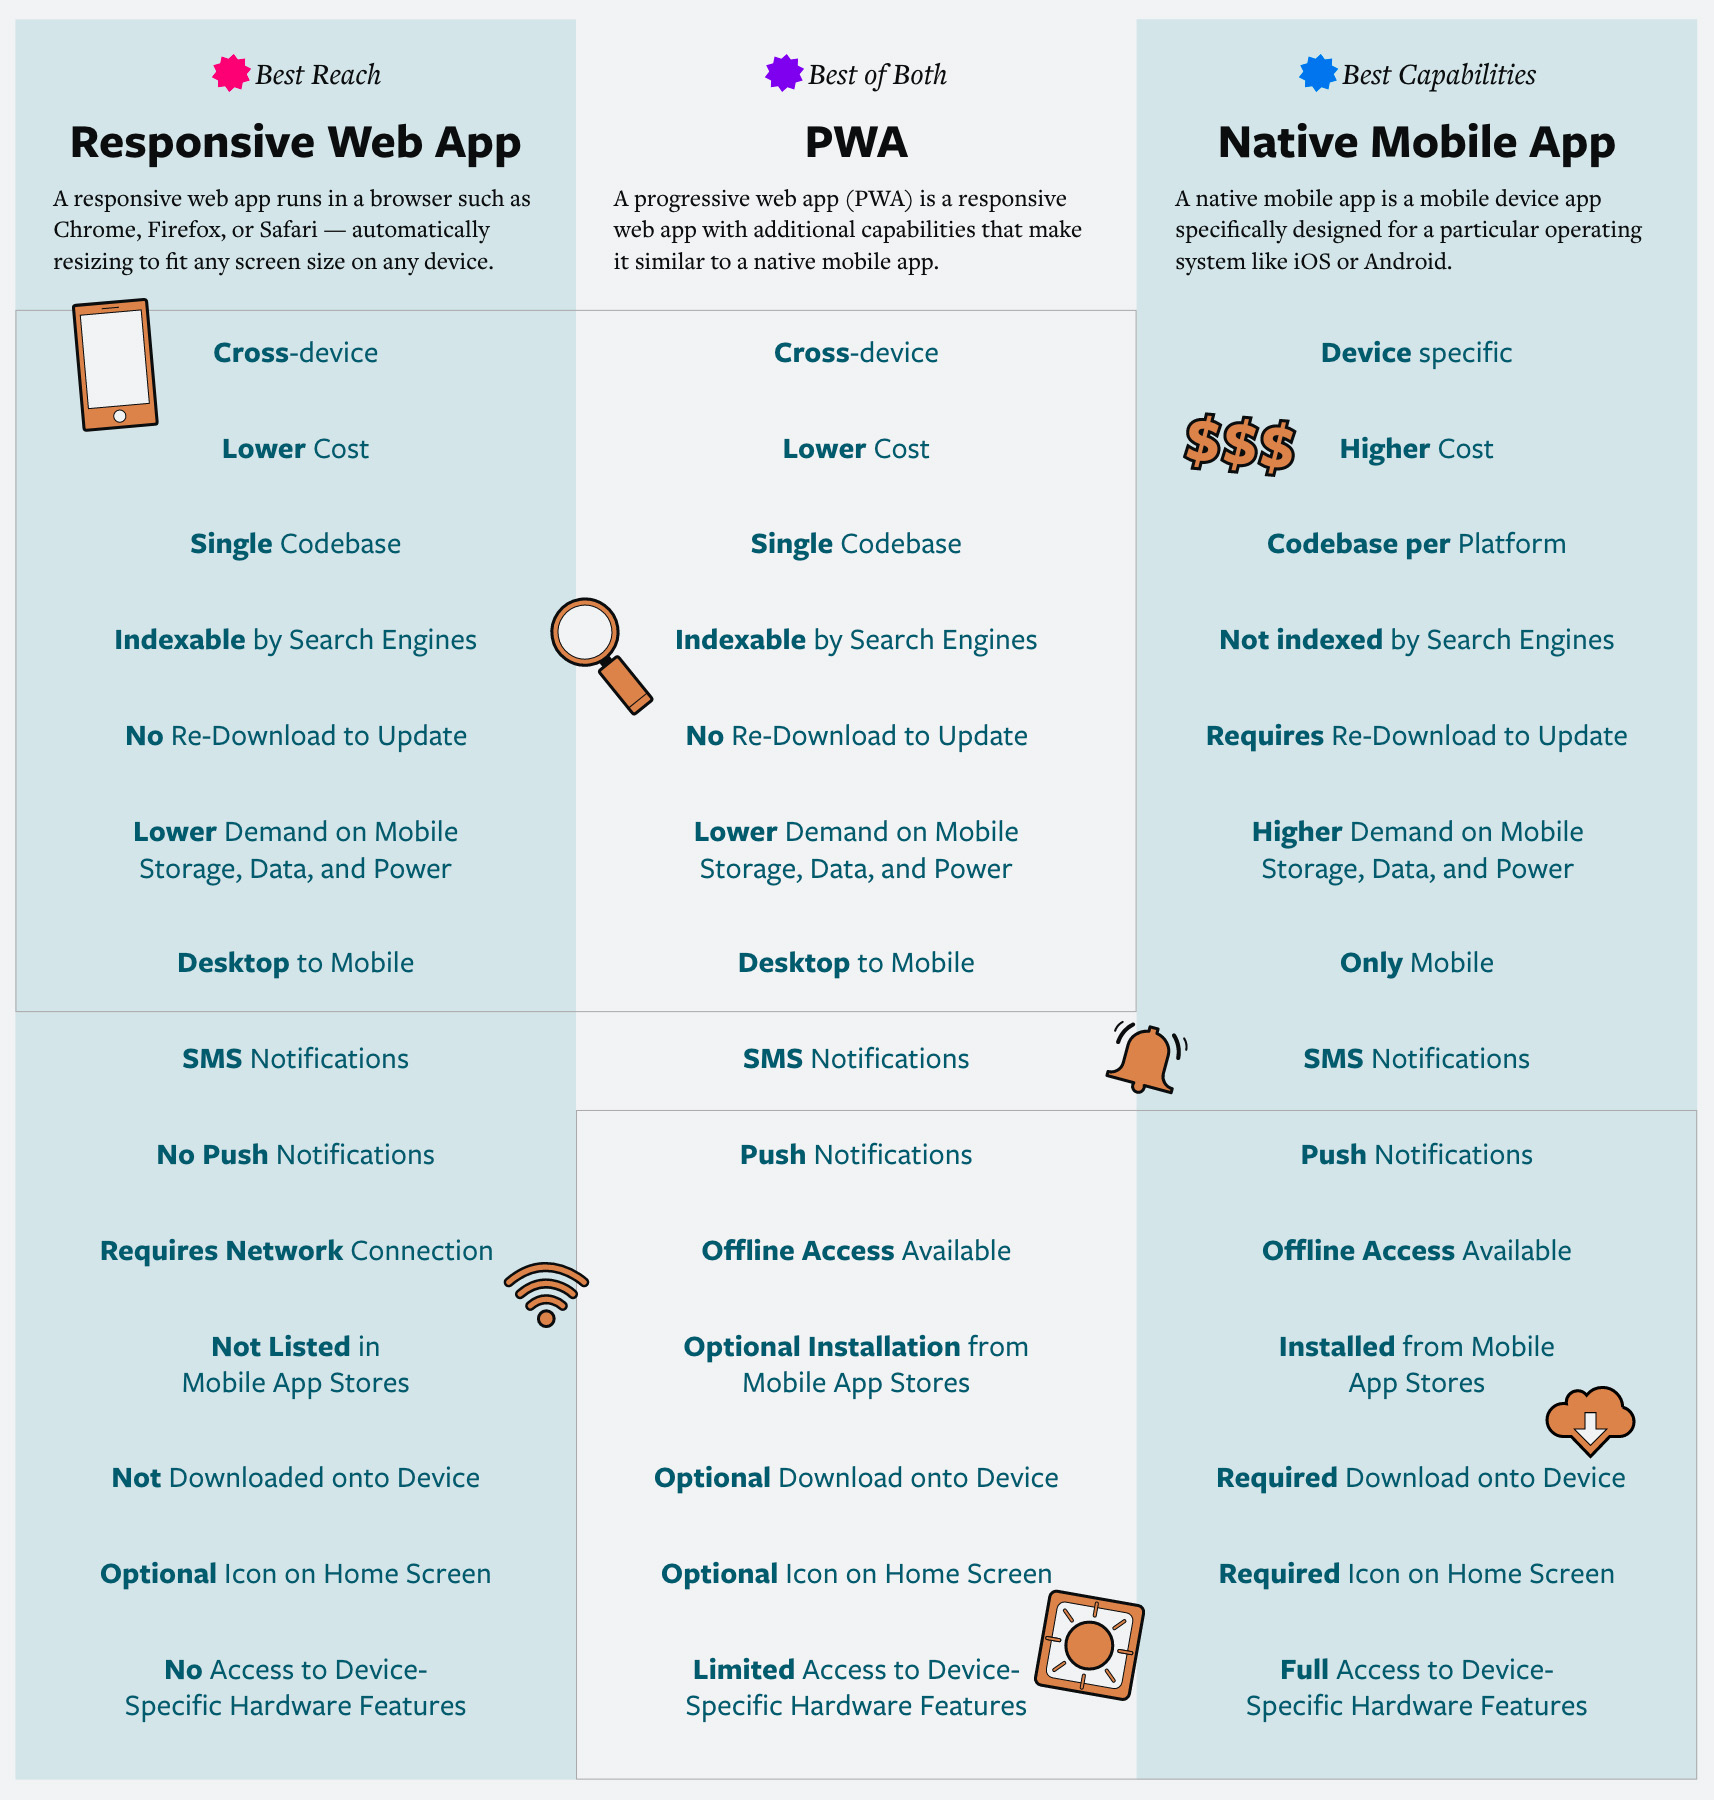 Best Reach
Responsive Web App
A responsive web app runs in a browser such as
Chrome, Firefox, or Safari — automatically
resizing to fit any screen size on any device.
Cross-device
Lower Cost
Single Codebase
Indexable by Search Engines
No Re-Download to Update
Lower Demand on Mobile
Storage, Data, and Power
Desktop to Mobile
SMS Notifications
No Push Notifications
Requires Network Connection
Not Listed in
Mobile App Stores
Not Downloaded onto Device
Optional Icon on Home Screen
No Access to Device-
Specific Hardware Features
Best of Both
PWA
A progressive web app (PWA) is a responsive
web app with additional capabilities that make
it similar to a native mobile app.
Cross-device
Lower Cost
Single Codebase
Indexable by Search Engines
No Re-Download to Update
Lower Demand on Mobile
Storage, Data, and Power
Desktop to Mobile
SMS Notifications
Push Notifications
Offline Access Available
Optional Installation from
Mobile App Stores
Optional Download onto Device
Optional Icon on Home Screen
Limited Access to Device-
Specific Hardware Features
Best Capabilities
Native Mobile App
A native mobile app is a mobile device app
specifically designed for a particular operating
system like iOS or Android.
Device specific
$$$ Higher Cost
Codebase per Platform
Not indexed by Search Engines
Requires Re-Download to Update
Higher Demand on Mobile
Storage, Data, and Power
Only Mobile
SMS Notifications
Push Notifications
Offline Access Available
Installed from Mobile
App Stores
Required Download onto Device
Required Icon on Home Screen
Full Access to Device-
Specific Hardware Features